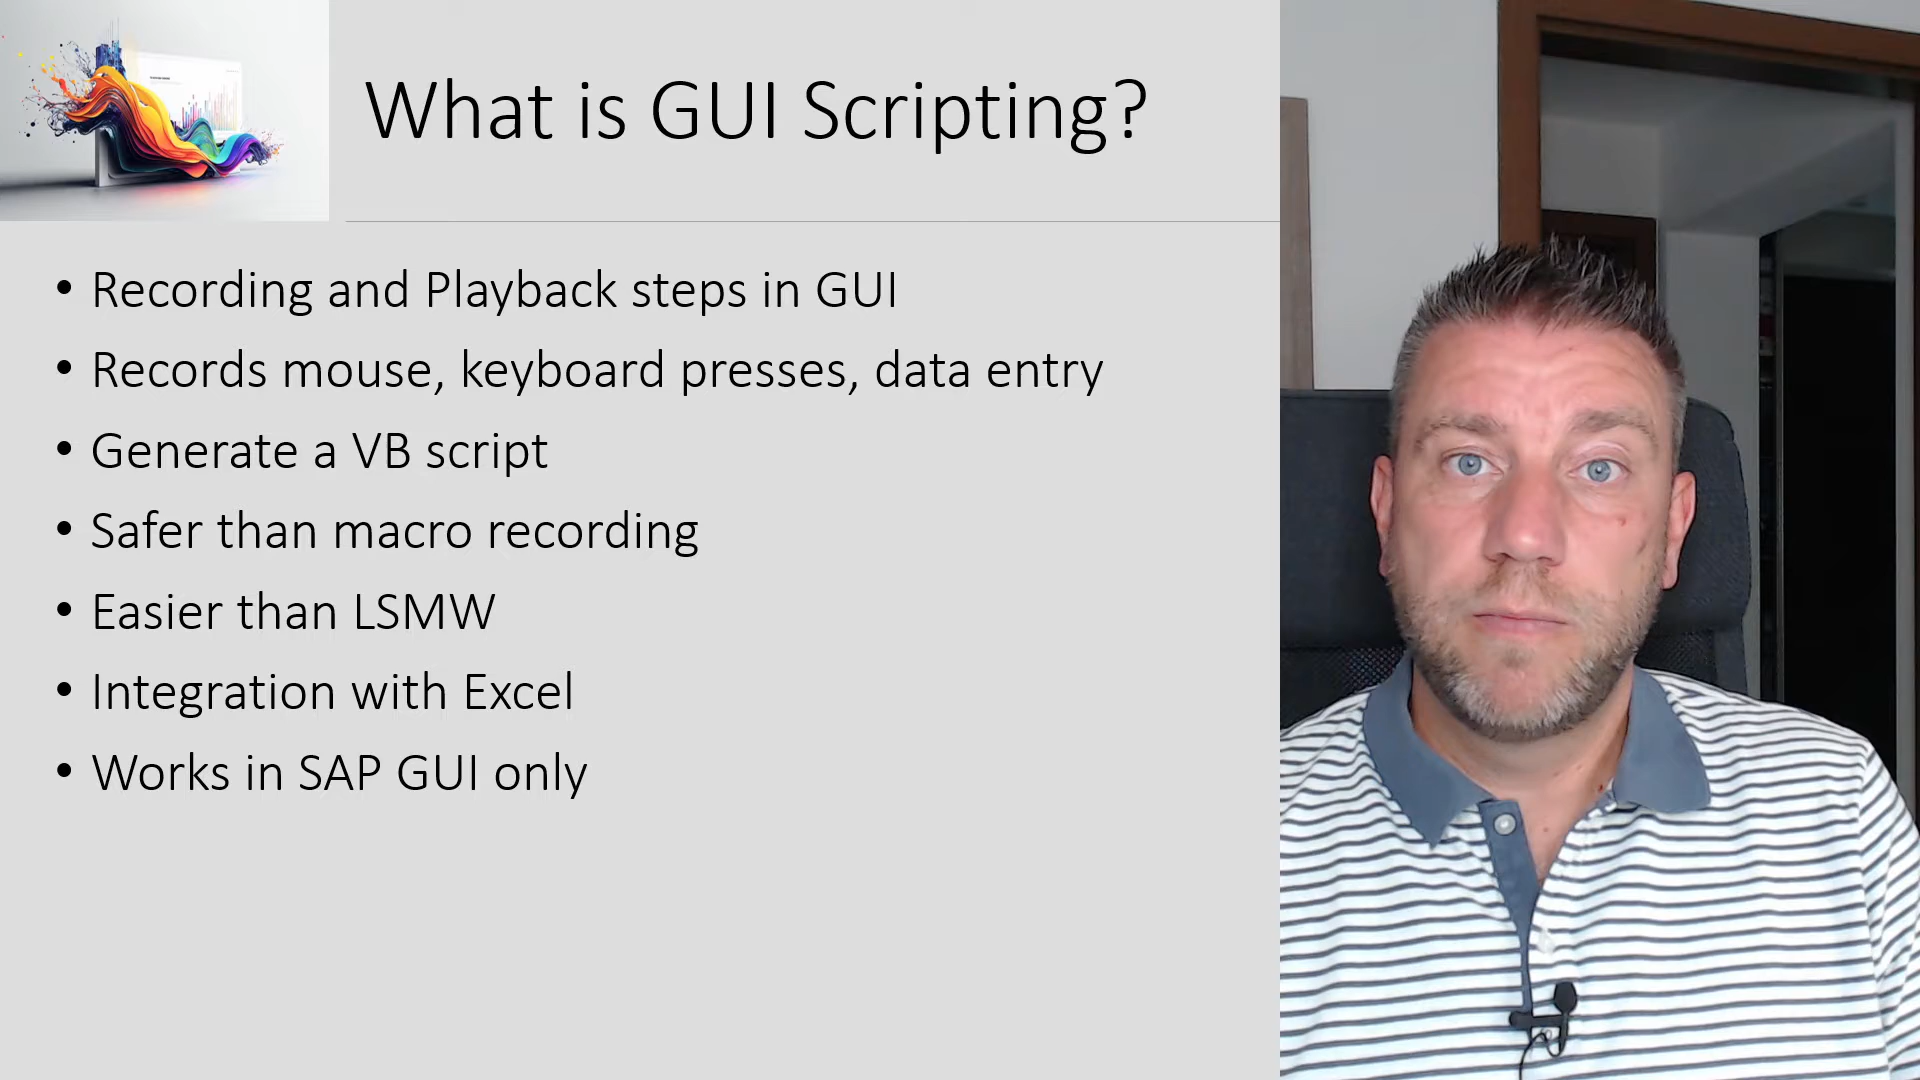 What is GUI Scripting?
• Recording and Playback steps in GUI
• Records mouse, keyboard presses, data entry
• Generate a VB script
• Safer than macro recording
• Easier than LSMW
• Integration with Excel
• Works in SAP GUI only